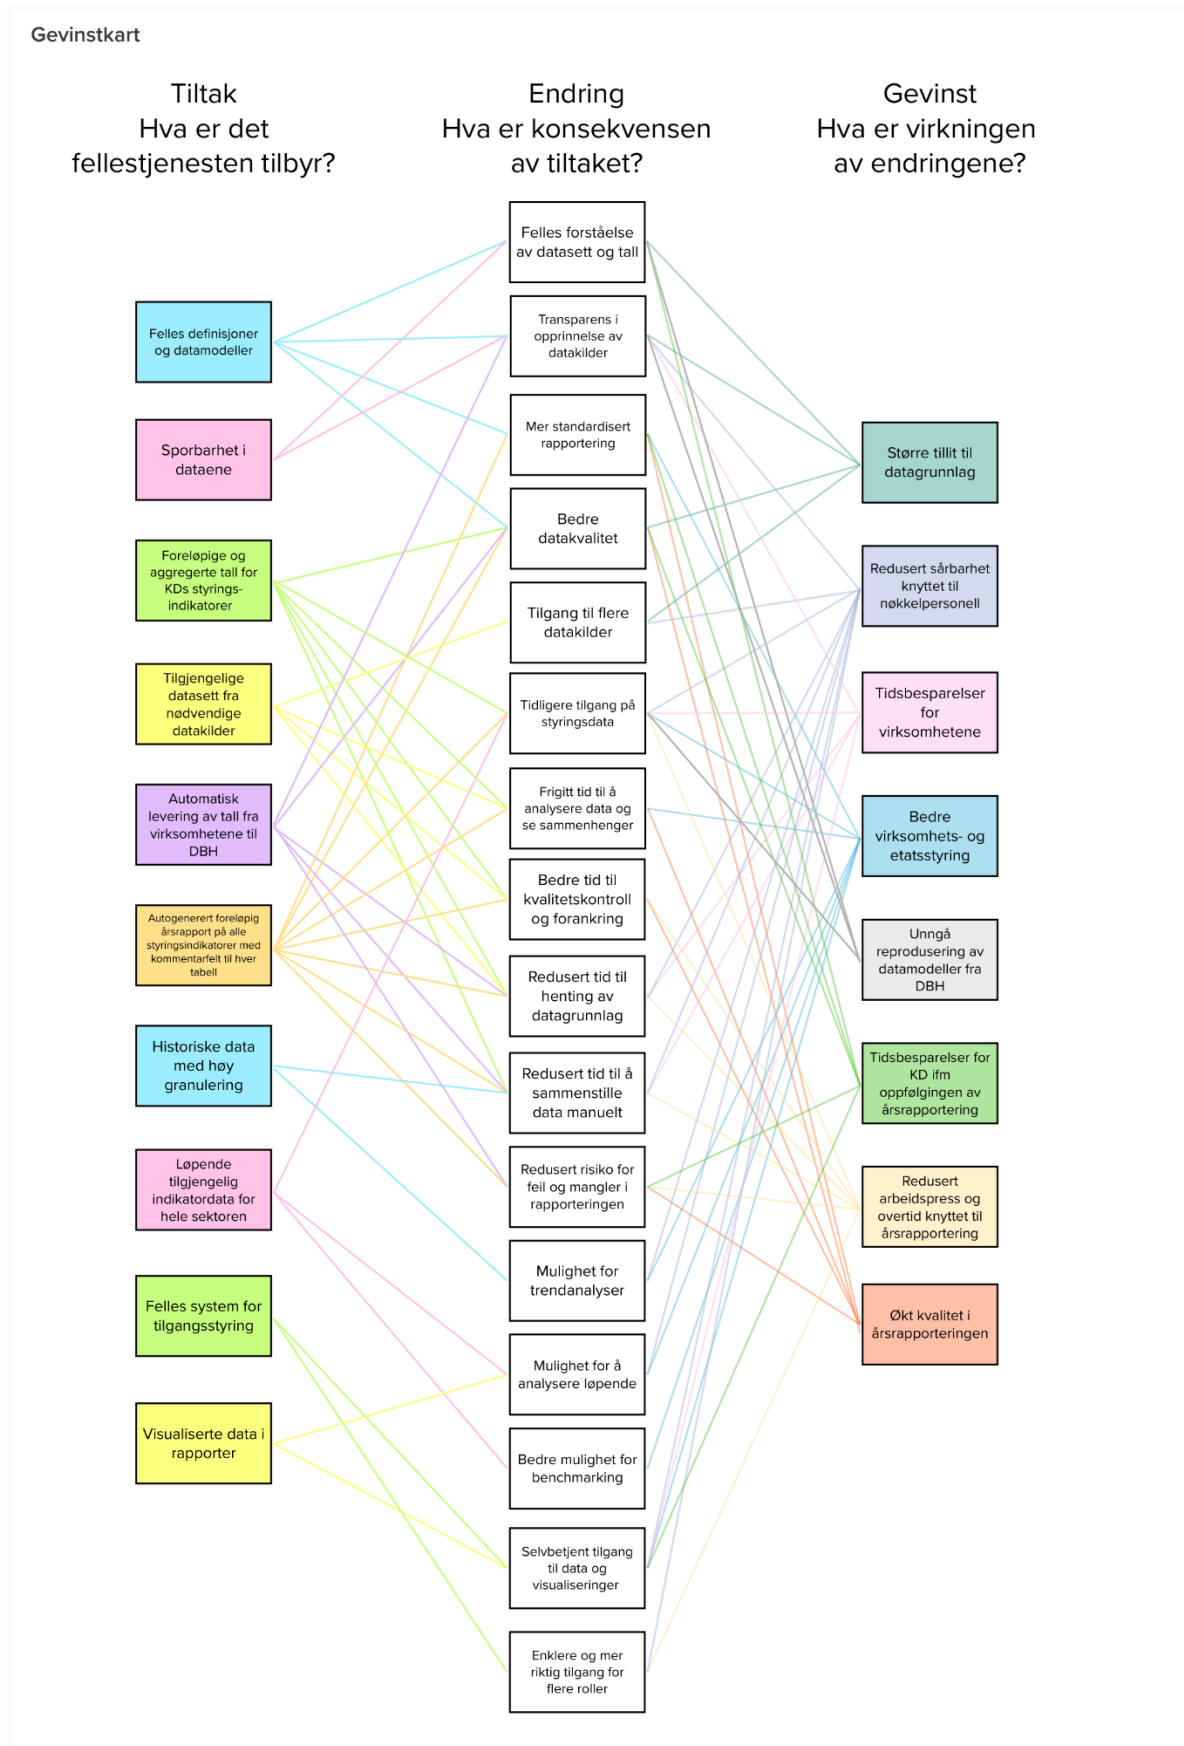 Gevinstkart
Tiltak
Hva er det
fellestjenesten tilbyr?
Endring
Hva er konsekvensen
av tiltaket?
Gevinst
Hva er virkningen
av endringene?
Felles definisjoner
og datamodeller
Sporbarhet i
dataene
Foreløpige og
aggregerte tall for
KDs styrings-
indikatorer
Tilgjengelige
datasett fra
nødvendige
datakilder
Automatisk
levering av tall fra
virksomhetene til
DBH
Autogenerert foreløpig
årsrapport på alle
styringsindikatorer med
kommentarfelt til hver
tabell
Historiske data
med høy
granulering
Løpende
tilgjengelig
indikatordata for
hele sektoren
Felles system for
tilgangsstyring
Visualiserte data i
rapporter
Felles forståelse
av datasett og tall
Transparens i
opprinnelse av
datakilder
Mer standardisert
rapportering
Bedre
datakvalitet
Tilgang til flere
datakilder
Tidligere tilgang på
styringsdata
Frigitt tid til å
analysere data og
se sammenhenger
Bedre tid til
kvalitetskontroll
og forankring
Redusert tid til
henting av
datagrunnlag
Redusert tid til å
sammenstille
data manuelt
Redusert risiko for
feil og mangler i
rapporteringen
Mulighet for
trendanalyser
Mulighet for å
analysere løpende
Bedre mulighet for
benchmarking
Selvbetjent tilgang
til data og
visualiseringer
Enklere og mer
riktig tilgang for
flere roller
Større tillit til
datagrunnlag
Redusert sårbarhet
knyttet til
nøkkelpersonell
Tidsbesparelser
for
virksomhetene
Bedre
virksomhets- og
etatsstyring
Unngå
reprodusering av
datamodeller fra
DBH
Tidsbesparelser for
KD ifm
oppfølgingen av
årsrapportering
Redusert
arbeidspress og
overtid knyttet til
årsrapportering
Økt kvalitet i
årsrapporteringen